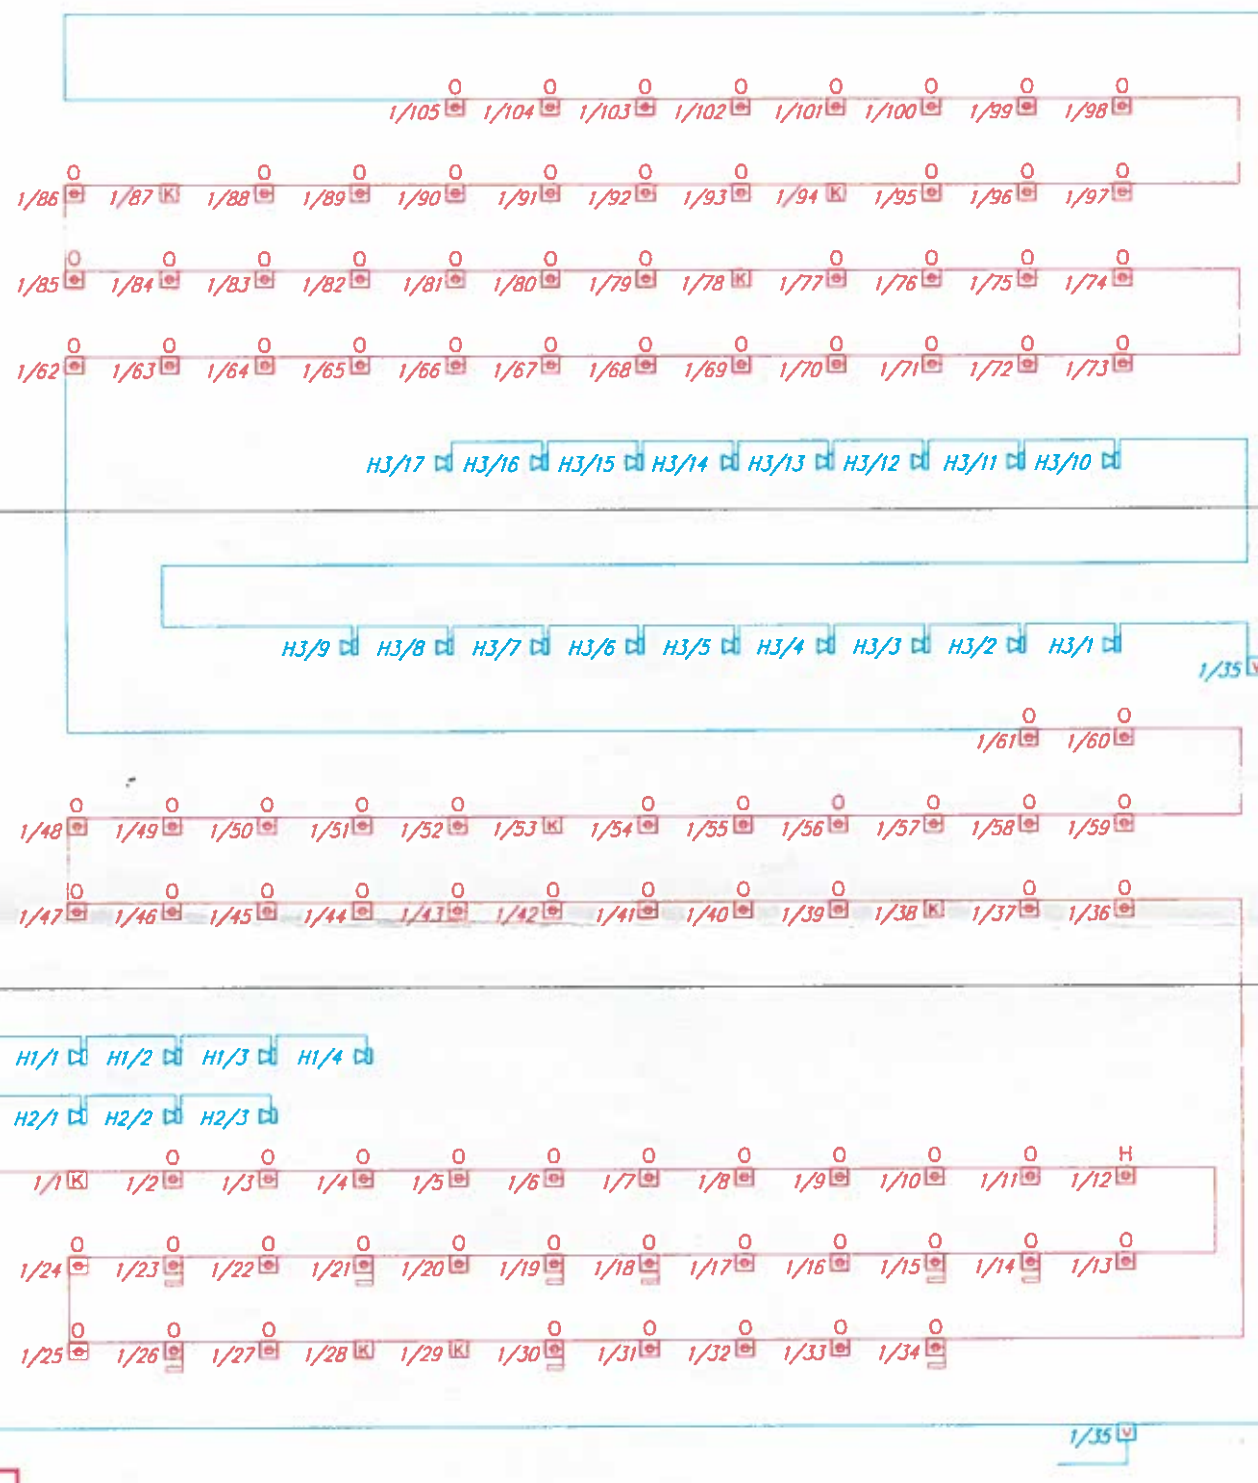 O O O O O O O O
1/105 1/104 1/103 1/102 1/101 1/100 1/99 1/98
O O O O O O O O O O
1/86 1/87 K 1/88 1/89 1/90 1/91 1/92 1/93 1/94 K 1/95 1/96 1/97
O O O O O O O O O O O
1/85 1/84 1/83 1/82 1/81 1/80 1/79 1/78 K 1/77 1/76 1/75 1/74
O O O O O O O O O O O O
1/62 1/63 1/64 1/65 1/66 1/67 1/68 1/69 1/70 1/71 1/72 1/73
H3/17 H3/16 H3/15 H3/14 H3/13 H3/12 H3/11 H3/10
H3/9 H3/8 H3/7 H3/6 H3/5 H3/4 H3/3 H3/2 H3/1
1/35 V
O O
1/61 1/60
O O O O O O O O O O O
1/48 1/49 1/50 1/51 1/52 1/53 K 1/54 1/55 1/56 1/57 1/58 1/59
O O O O O O O O O O O
1/47 1/46 1/45 1/44 1/43 1/42 1/41 1/40 1/39 1/38 K 1/37 1/36
H1/1 H1/2 H1/3 H1/4
H2/1 H2/2 H2/3
O O O O O O O O O O H
1/1 K 1/2 1/3 1/4 1/5 1/6 1/7 1/8 1/9 1/10 1/11 1/12
O O O O O O O O O O O O
1/24 1/23 1/22 1/21 1/20 1/19 1/18 1/17 1/16 1/15 1/14 1/13
O O O O O O O O
1/25 1/26 1/27 1/28 K 1/29 K 1/30 1/31 1/32 1/33 1/34
1/35 V